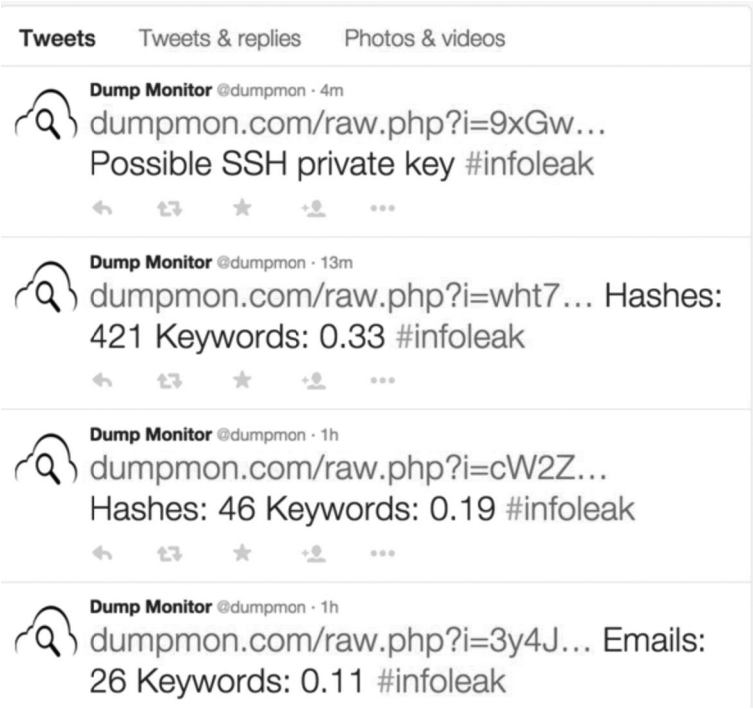 Tweets Tweets & replies Photos & videos
Dump Monitor @dumpmon · 4m
dumpmon.com/raw.php?i=9xGw...
Possible SSH private key #infoleak
Dump Monitor @dumpmon · 13m
dumpmon.com/raw.php?i=wht7... Hashes:
421 Keywords: 0.33 #infoleak
Dump Monitor @dumpmon · 1h
dumpmon.com/raw.php?i=cW2Z...
Hashes: 46 Keywords: 0.19 #infoleak
Dump Monitor @dumpmon · 1h
dumpmon.com/raw.php?i=3y4J... Emails:
26 Keywords: 0.11 #infoleak